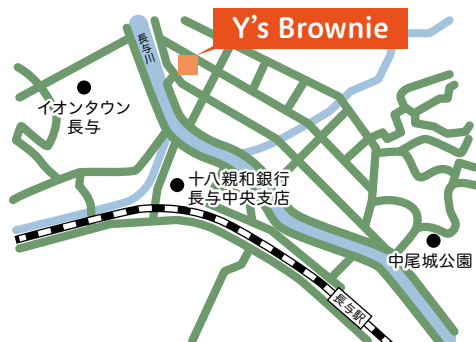 Y's Brownie
長与川
イオンタウン
長与
十八親和銀行
長与中央支店
中尾城公園
長与駅